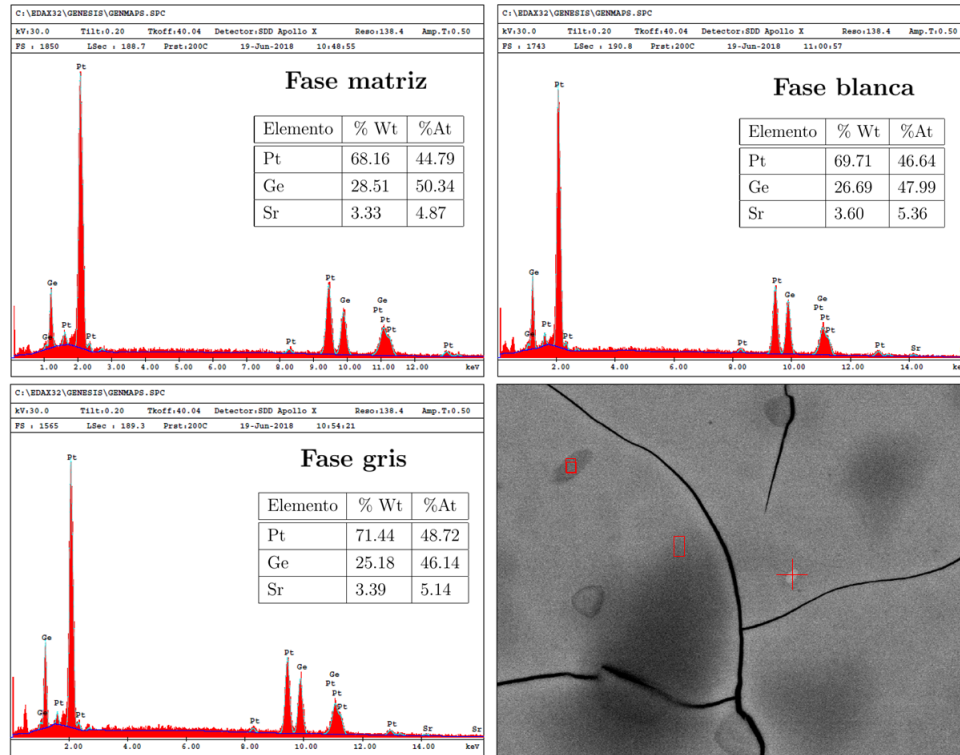 C:\EDAX32\GENESIS\GENMAPS.SPC
kV:30.0 Tilt:0.20 Tkoff:40.04 Detector:SDD Apollo X Reso:138.4 Amp.T:0.50
FS : 1850 LSec : 188.7 Prst:200C 19-Jun-2018 10:48:55
Pt
Fase matriz
Elemento % Wt %At
Pt 68.16 44.79
Ge 28.51 50.34
Sr 3.33 4.87
Ge
Pt
Ge
Pt
Pt
Ge
Pt
Ge
Pt
Pt
Pt
Pt
1.00 2.00 3.00 4.00 5.00 6.00 7.00 8.00 9.00 10.00 11.00 12.00 13.00 keV
C:\EDAX32\GENESIS\GENMAPS.SPC
kV:30.0 Tilt:0.20 Tkoff:40.04 Detector:SDD Apollo X Reso:138.4 Amp.T:0.50
FS : 1743 LSec : 190.8 Prst:200C 19-Jun-2018 11:00:57
Pt
Fase blanca
Elemento % Wt %At
Pt 69.71 46.64
Ge 26.69 47.99
Sr 3.60 5.36
Ge
Pt
Ge
Ge
Pt
Pt
Pt
Ge
Pt
Pt
Pt
Sr
2.00 4.00 6.00 8.00 10.00 12.00 14.00
C:\EDAX32\GENESIS\GENMAPS.SPC
kV:30.0 Tilt:0.20 Tkoff:40.04 Detector:SDD Apollo X Reso:138.4 Amp.T:0.50
FS : 1565 LSec : 189.3 Prst:200C 19-Jun-2018 10:54:21
Pt
Fase gris
Elemento % Wt %At
Pt 71.44 48.72
Ge 25.18 46.14
Sr 3.39 5.14
Ge
Pt
Ge
Ge
Pt
Pt
Pt
Ge
Pt
Pt
Pt
Sr
Sr
2.00 4.00 6.00 8.00 10.00 12.00 14.00 keV